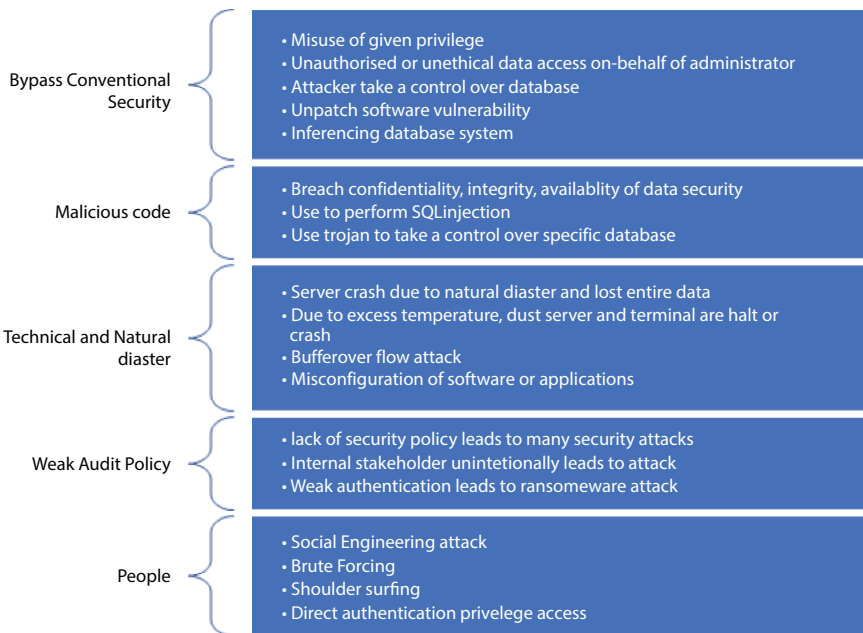 Bypass Conventional
Security
• Misuse of given privilege
• Unauthorised or unethical data access on-behalf of administrator
• Attacker take a control over database
• Unpatch software vulnerability
• Inferencing database system
Malicious code
• Breach confidentiality, integrity, availablity of data security
• Use to perform SQLinjection
• Use trojan to take a control over specific database
Technical and Natural
diaster
• Server crash due to natural diaster and lost entire data
• Due to excess temperature, dust server and terminal are halt or
crash
• Bufferover flow attack
• Misconfiguration of software or applications
Weak Audit Policy
• lack of security policy leads to many security attacks
• Internal stakeholder unintetionally leads to attack
• Weak authentication leads to ransomeware attack
People
• Social Engineering attack
• Brute Forcing
• Shoulder surfing
• Direct authentication privelege access